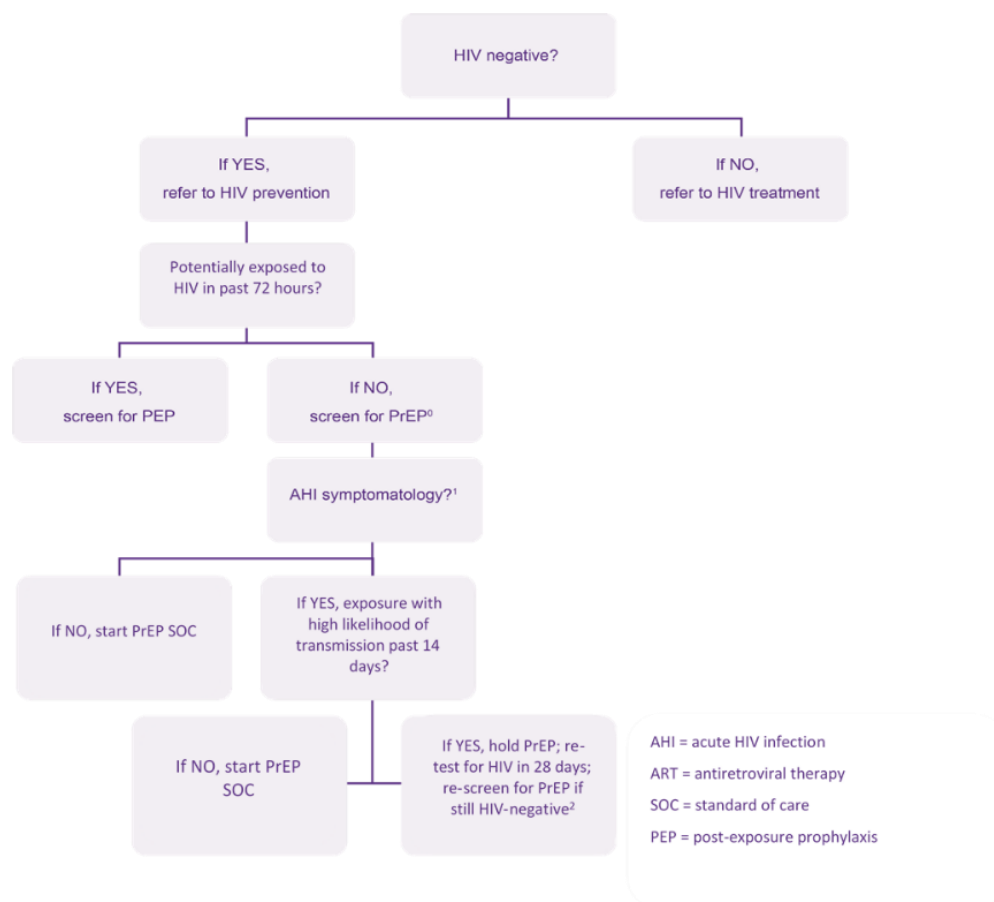 HIV negative?
If YES,
refer to HIV prevention
If NO,
refer to HIV treatment
Potentially exposed to
HIV in past 72 hours?
If YES,
screen for PEP
If NO,
screen for PrEP⁰
AHI symptomatology?¹
If NO, start PrEP SOC
If YES, exposure with
high likelihood of
transmission past 14
days?
If NO, start PrEP
SOC
If YES, hold PrEP; re-
test for HIV in 28 days;
re-screen for PrEP if
still HIV-negative²
AHI = acute HIV infection
ART = antiretroviral therapy
SOC = standard of care
PEP = post-exposure prophylaxis